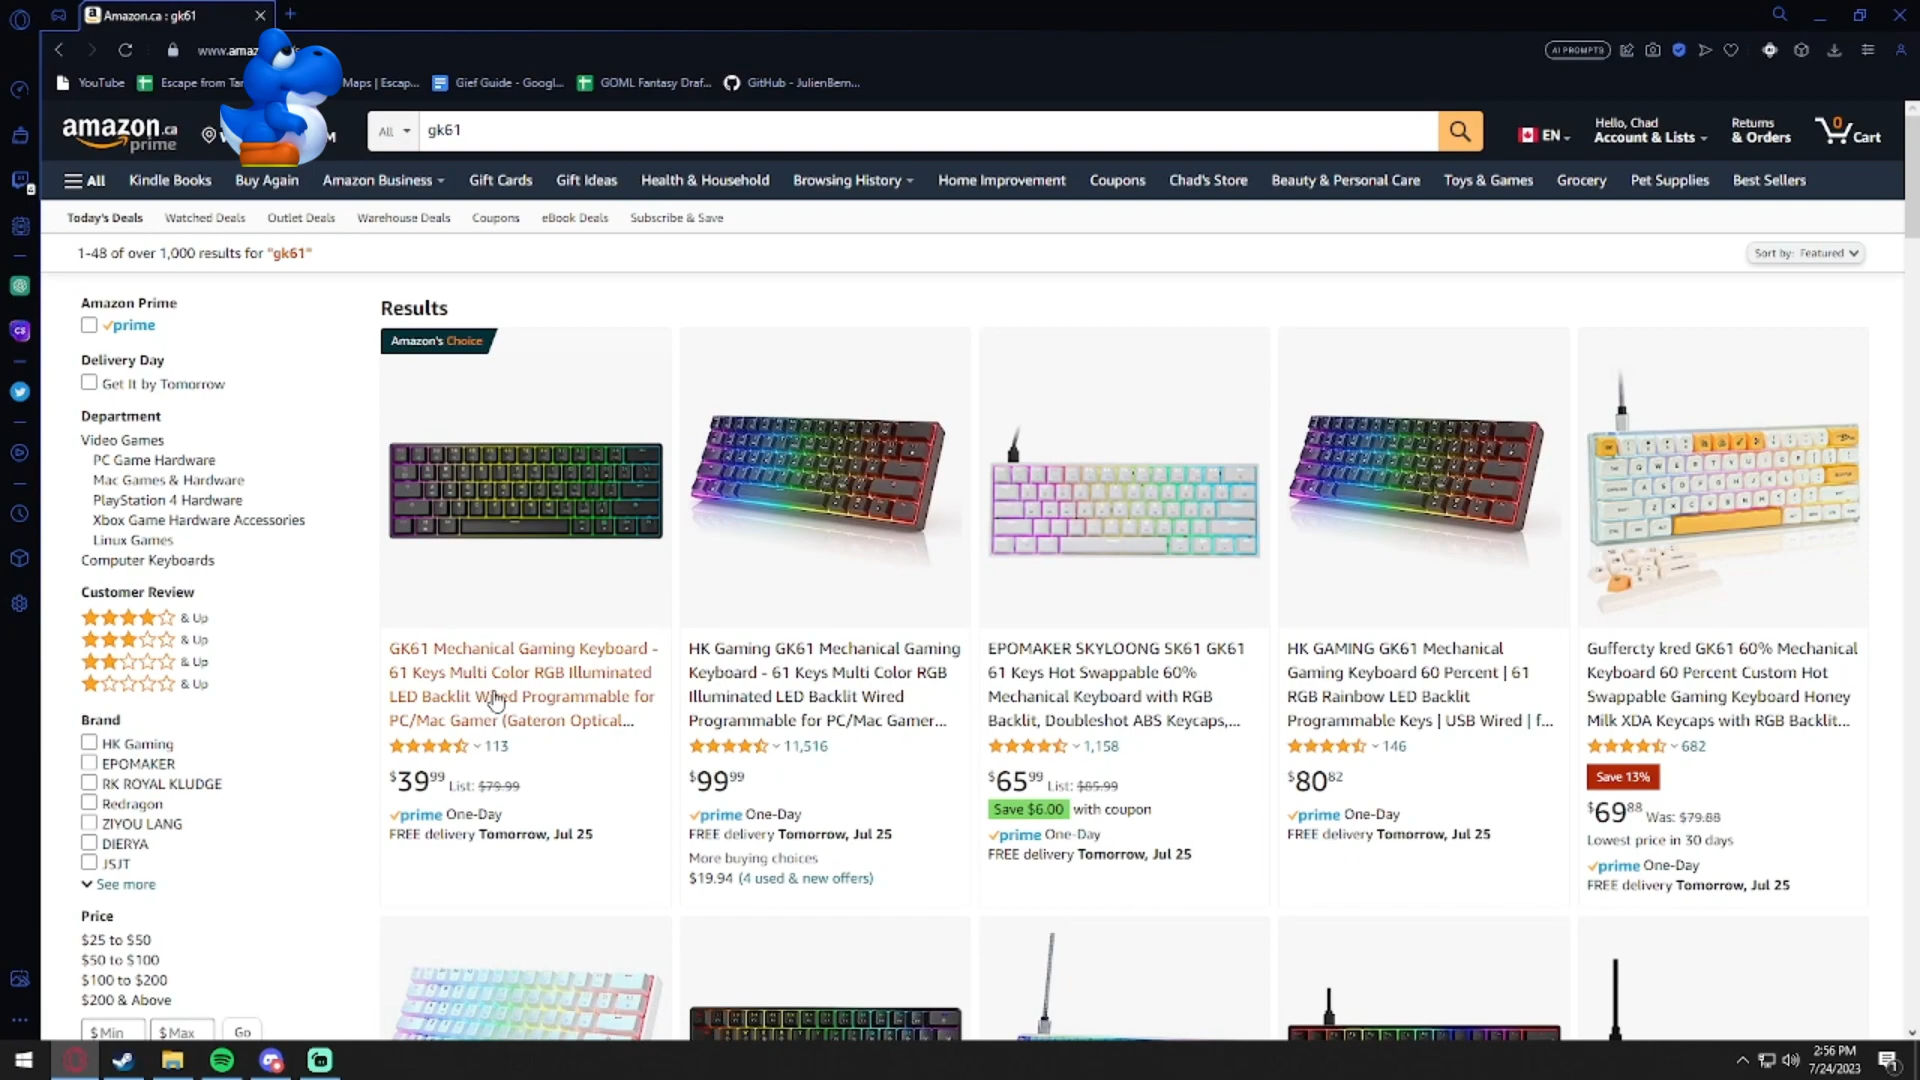 Amazon.ca : gk61
www.amaz
AI PROMPTS
YouTube
Escape from Tar
Maps | Escap...
Gief Guide - Googl...
GOML Fantasy Draf...
GitHub - JulienBern...
amazon.ca
prime
All
gk61
EN
Hello, Chad
Account & Lists
Returns
& Orders
0
Cart
All
Kindle Books
Buy Again
Amazon Business
Gift Cards
Gift Ideas
Health & Household
Browsing History
Home Improvement
Coupons
Chad's Store
Beauty & Personal Care
Toys & Games
Grocery
Pet Supplies
Best Sellers
Today's Deals
Watched Deals
Outlet Deals
Warehouse Deals
Coupons
eBook Deals
Subscribe & Save
1-48 of over 1,000 results for "gk61"
Sort by: Featured
Amazon Prime
prime
Delivery Day
Get It by Tomorrow
Department
Video Games
PC Game Hardware
Mac Games & Hardware
PlayStation 4 Hardware
Xbox Game Hardware Accessories
Linux Games
Computer Keyboards
Customer Review
& Up
& Up
& Up
& Up
Brand
HK Gaming
EPOMAKER
RK ROYAL KLUDGE
Redragon
ZIYOU LANG
DIERYA
JSJT
See more
Price
$25 to $50
$50 to $100
$100 to $200
$200 & Above
$ Min
$ Max
Go
Results
Amazon's Choice
GK61 Mechanical Gaming Keyboard -
61 Keys Multi Color RGB Illuminated
LED Backlit Wired Programmable for
PC/Mac Gamer (Gateron Optical...
113
$39.99 List: $79.99
prime One-Day
FREE delivery Tomorrow, Jul 25
HK Gaming GK61 Mechanical Gaming
Keyboard - 61 Keys Multi Color RGB
Illuminated LED Backlit Wired
Programmable for PC/Mac Gamer...
11,516
$99.99
prime One-Day
FREE delivery Tomorrow, Jul 25
More buying choices
$19.94 (4 used & new offers)
EPOMAKER SKYLOONG SK61 GK61
61 Keys Hot Swappable 60%
Mechanical Keyboard with RGB
Backlit, Doubleshot ABS Keycaps,...
1,158
$65.99 List: $85.99
Save $6.00 with coupon
prime One-Day
FREE delivery Tomorrow, Jul 25
HK GAMING GK61 Mechanical
Gaming Keyboard 60 Percent | 61
RGB Rainbow LED Backlit
Programmable Keys | USB Wired | f...
146
$80.82
prime One-Day
FREE delivery Tomorrow, Jul 25
Guffercty kred GK61 60% Mechanical
Keyboard 60 Percent Custom Hot
Swappable Gaming Keyboard Honey
Milk XDA Keycaps with RGB Backlit...
682
Save 13%
$69.88 Was: $79.88
Lowest price in 30 days
prime One-Day
FREE delivery Tomorrow, Jul 25
2:56 PM
7/24/2023